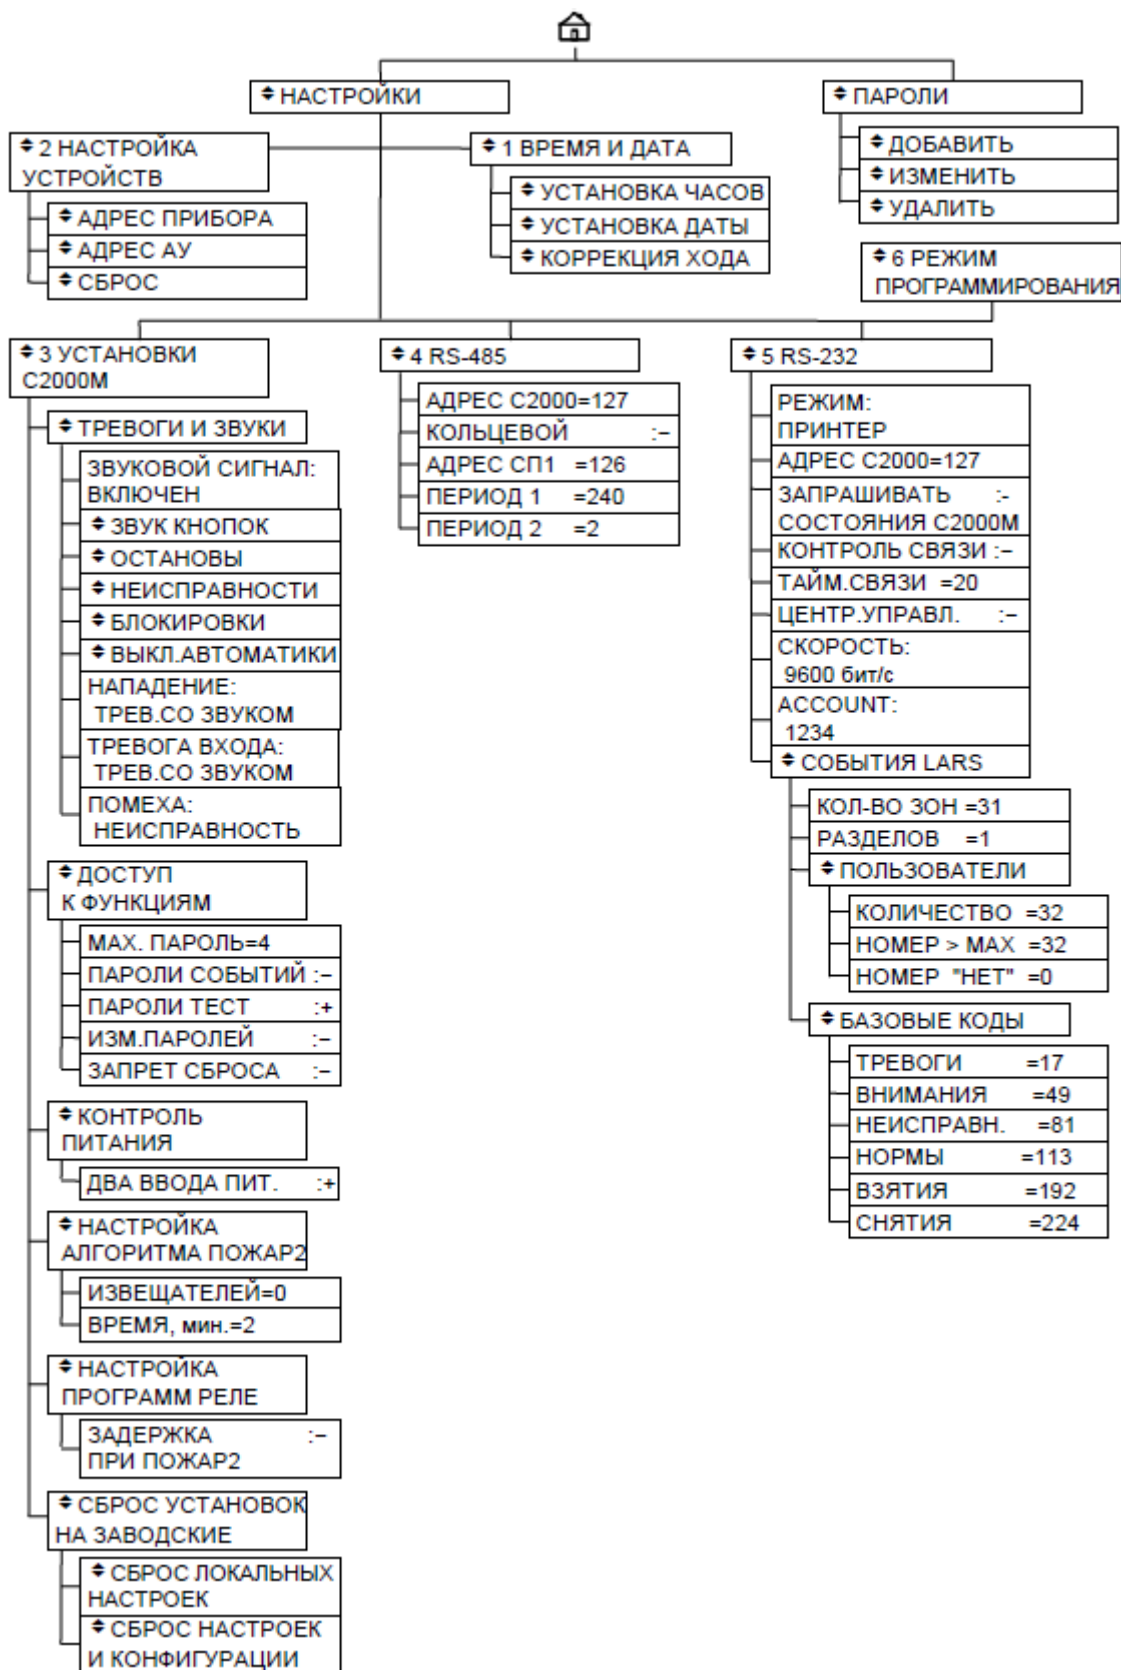 НАСТРОЙКИ
ПАРОЛИ
ДОБАВИТЬ
ИЗМЕНИТЬ
УДАЛИТЬ
2 НАСТРОЙКА
УСТРОЙСТВ
АДРЕС ПРИБОРА
АДРЕС АУ
СБРОС
1 ВРЕМЯ И ДАТА
УСТАНОВКА ЧАСОВ
УСТАНОВКА ДАТЫ
КОРРЕКЦИЯ ХОДА
6 РЕЖИМ
ПРОГРАММИРОВАНИЯ
3 УСТАНОВКИ
С2000М
ТРЕВОГИ И ЗВУКИ
ЗВУКОВОЙ СИГНАЛ:
ВКЛЮЧЕН
ЗВУК КНОПОК
ОСТАНОВЫ
НЕИСПРАВНОСТИ
БЛОКИРОВКИ
ВЫКЛ.АВТОМАТИКИ
НАПАДЕНИЕ:
ТРЕВ.СО ЗВУКОМ
ТРЕВОГА ВХОДА:
ТРЕВ.СО ЗВУКОМ
ПОМЕХА:
НЕИСПРАВНОСТЬ
ДОСТУП
К ФУНКЦИЯМ
МАХ. ПАРОЛЬ=4
ПАРОЛИ СОБЫТИЙ :–
ПАРОЛИ ТЕСТ :+
ИЗМ.ПАРОЛЕЙ :–
ЗАПРЕТ СБРОСА :–
КОНТРОЛЬ
ПИТАНИЯ
ДВА ВВОДА ПИТ. :+
НАСТРОЙКА
АЛГОРИТМА ПОЖАР2
ИЗВЕЩАТЕЛЕЙ=0
ВРЕМЯ, мин.=2
НАСТРОЙКА
ПРОГРАММ РЕЛЕ
ЗАДЕРЖКА :–
ПРИ ПОЖАР2
СБРОС УСТАНОВОК
НА ЗАВОДСКИЕ
СБРОС ЛОКАЛЬНЫХ
НАСТРОЕК
СБРОС НАСТРОЕК
И КОНФИГУРАЦИИ
4 RS-485
АДРЕС С2000=127
КОЛЬЦЕВОЙ :–
АДРЕС СП1 =126
ПЕРИОД 1 =240
ПЕРИОД 2 =2
5 RS-232
РЕЖИМ:
ПРИНТЕР
АДРЕС С2000=127
ЗАПРАШИВАТЬ :-
СОСТОЯНИЯ С2000М
КОНТРОЛЬ СВЯЗИ :–
ТАЙМ.СВЯЗИ =20
ЦЕНТР.УПРАВЛ. :–
СКОРОСТЬ:
9600 бит/с
ACCOUNT:
1234
СОБЫТИЯ LARS
КОЛ-ВО ЗОН =31
РАЗДЕЛОВ =1
ПОЛЬЗОВАТЕЛИ
КОЛИЧЕСТВО =32
НОМЕР > МАХ =32
НОМЕР "НЕТ" =0
БАЗОВЫЕ КОДЫ
ТРЕВОГИ =17
ВНИМАНИЯ =49
НЕИСПРАВН. =81
НОРМЫ =113
ВЗЯТИЯ =192
СНЯТИЯ =224